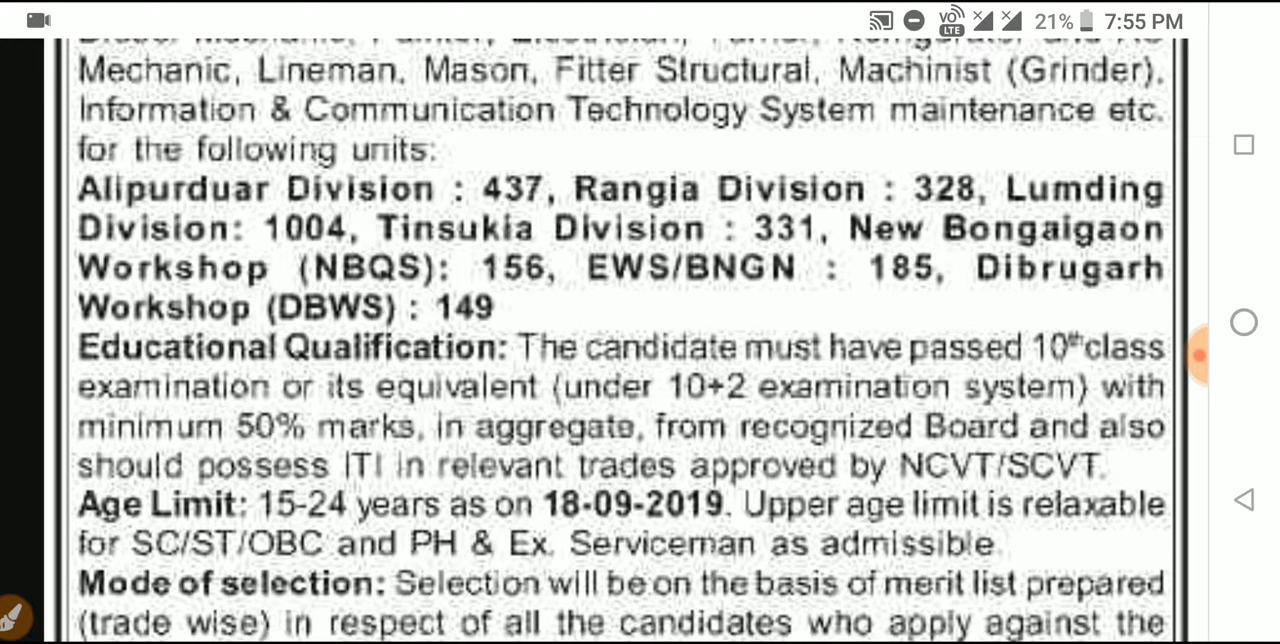 VO LTE 21% 7:55 PM
Mechanic, Lineman, Mason, Fitter Structural, Machinist (Grinder),
Information & Communication Technology System maintenance etc.
for the following units:
Alipurduar Division : 437, Rangia Division : 328, Lumding
Division: 1004, Tinsukia Division : 331, New Bongaigaon
Workshop (NBQS): 156, EWS/BNGN : 185, Dibrugarh
Workshop (DBWS) : 149
Educational Qualification: The candidate must have passed 10th class
examination or its equivalent (under 10+2 examination system) with
minimum 50% marks, in aggregate, from recognized Board and also
should possess ITI in relevant trades approved by NCVT/SCVT.
Age Limit: 15-24 years as on 18-09-2019. Upper age limit is relaxable
for SC/ST/OBC and PH & Ex. Serviceman as admissible.
Mode of selection: Selection will be on the basis of merit list prepared
(trade wise) in respect of all the candidates who apply against the